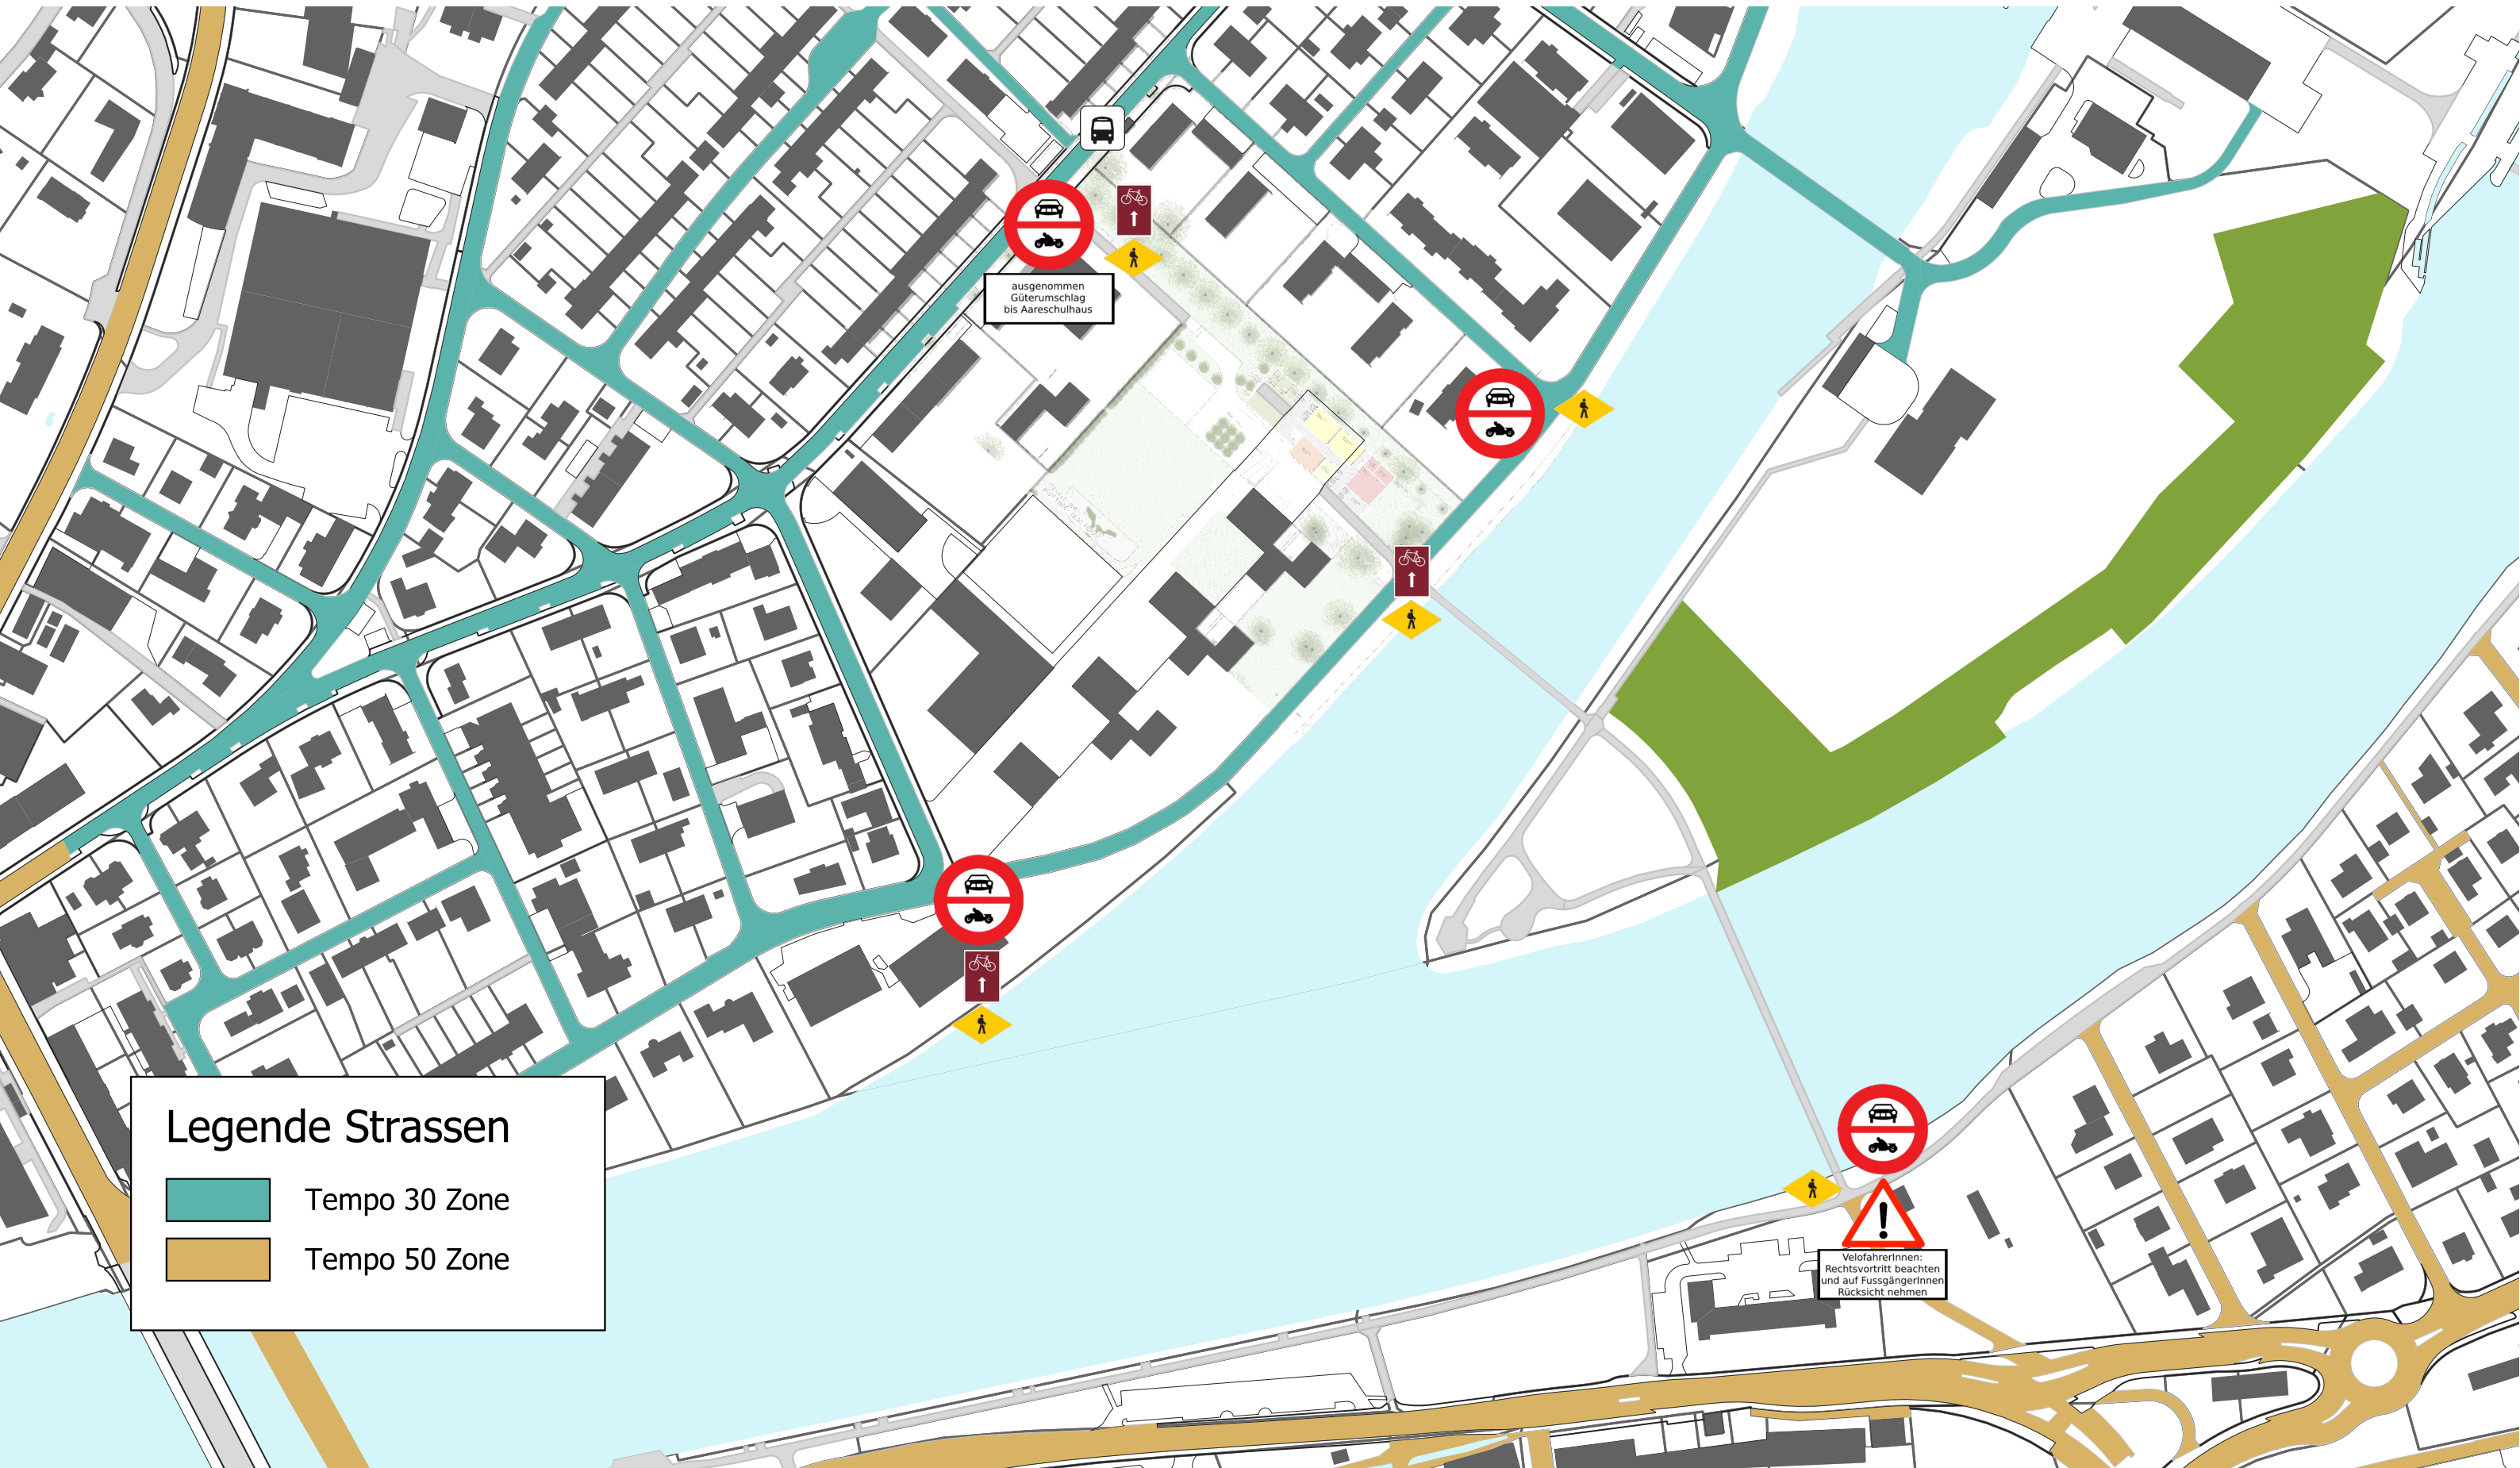 ausgenommen
Güterumschlag
bis Aareschulhaus
Legende Strassen
Tempo 30 Zone
Tempo 50 Zone
VelofahrerInnen:
Rechtsvortritt beachten
und auf FussgängerInnen
Rücksicht nehmen